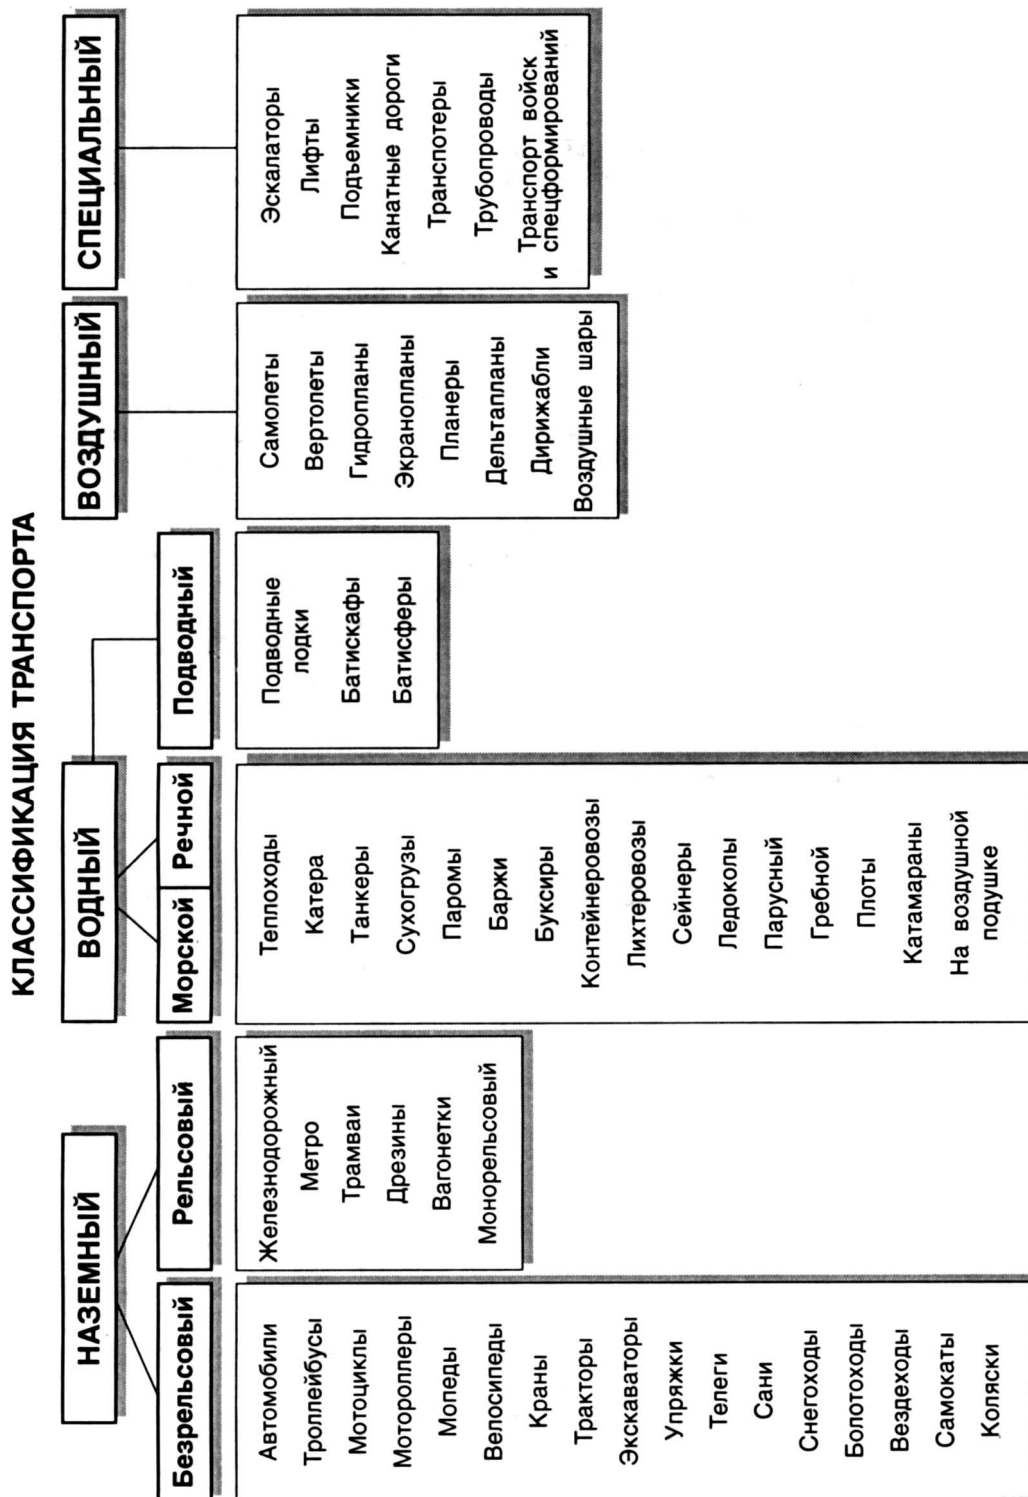 КЛАССИФИКАЦИЯ ТРАНСПОРТА
НАЗЕМНЫЙ
Безрельсовый
Автомобили
Троллейбусы
Мотоциклы
Мотороллеры
Мопеды
Велосипеды
Краны
Тракторы
Экскаваторы
Упряжки
Телеги
Сани
Снегоходы
Болотоходы
Вездеходы
Самокаты
Коляски
Рельсовый
Железнодорожный
Метро
Трамваи
Дрезины
Вагонетки
Монорельсовый
ВОДНЫЙ
Морской
Речной
Теплоходы
Катера
Танкеры
Сухогрузы
Паромы
Баржи
Буксиры
Контейнеровозы
Лихтеровозы
Сейнеры
Ледоколы
Парусный
Гребной
Плоты
Катамараны
На воздушной
подушке
Подводный
Подводные
лодки
Батискафы
Батисферы
ВОЗДУШНЫЙ
Самолеты
Вертолеты
Гидропланы
Экранопланы
Планеры
Дельтапланы
Дирижабли
Воздушные шары
СПЕЦИАЛЬНЫЙ
Эскалаторы
Лифты
Подъемники
Канатные дороги
Транспотеры
Трубопроводы
Транспорт войск
и спецформирований